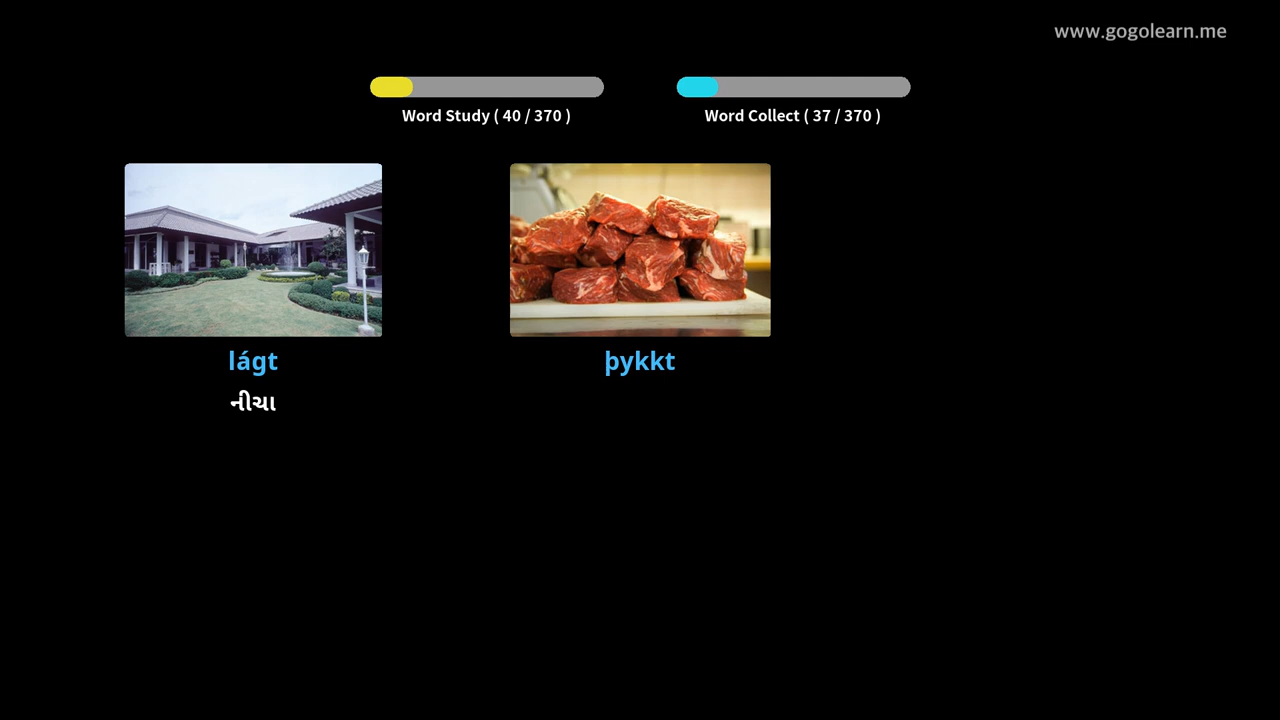 www.gogolearn.me
Word Study ( 40 / 370 )
Word Collect ( 37 / 370 )
lágt
þykkt
નીચા